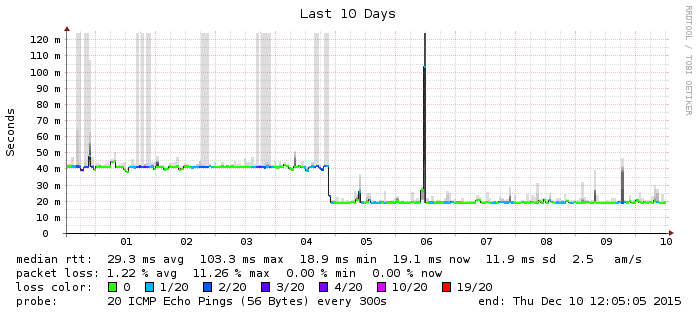 Last 10 Days
RRDTOOL / TOBI OETIKER
Seconds
120 m
110 m
100 m
90 m
80 m
70 m
60 m
50 m
40 m
30 m
20 m
10 m
0
01 02 03 04 05 06 07 08 09 10
median rtt: 29.3 ms avg 103.3 ms max 18.9 ms min 19.1 ms now 11.9 ms sd 2.5 am/s
packet loss: 1.22 % avg 11.26 % max 0.00 % min 0.00 % now
loss color: 0 1/20 2/20 3/20 4/20 10/20 19/20
probe: 20 ICMP Echo Pings (56 Bytes) every 300s end: Thu Dec 10 12:05:05 2015